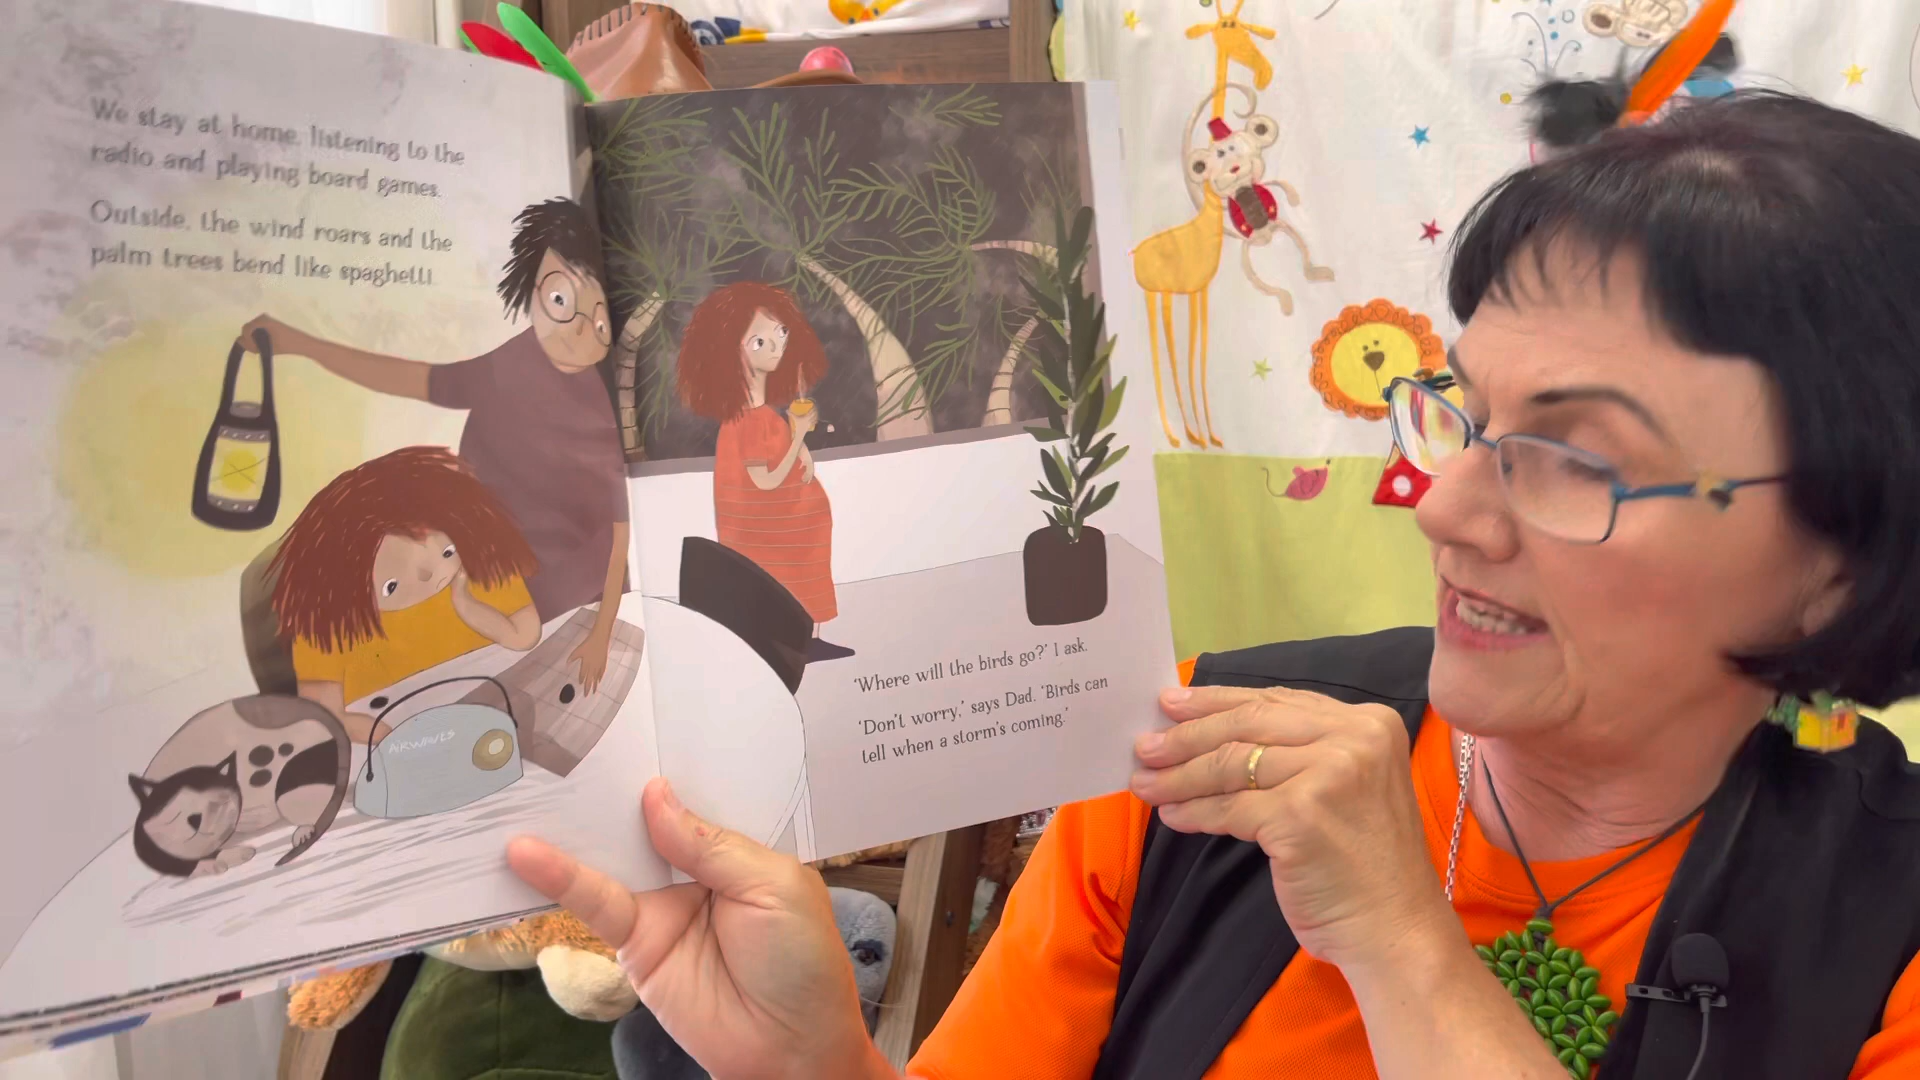 We stay at home, listening to the
radio and playing board games.
Outside, the wind roars and the
palm trees bend like spaghetti.
AIRWAVES
'Where will the birds go?' I ask.
'Don't worry,' says Dad. 'Birds can
tell when a storm's coming.'